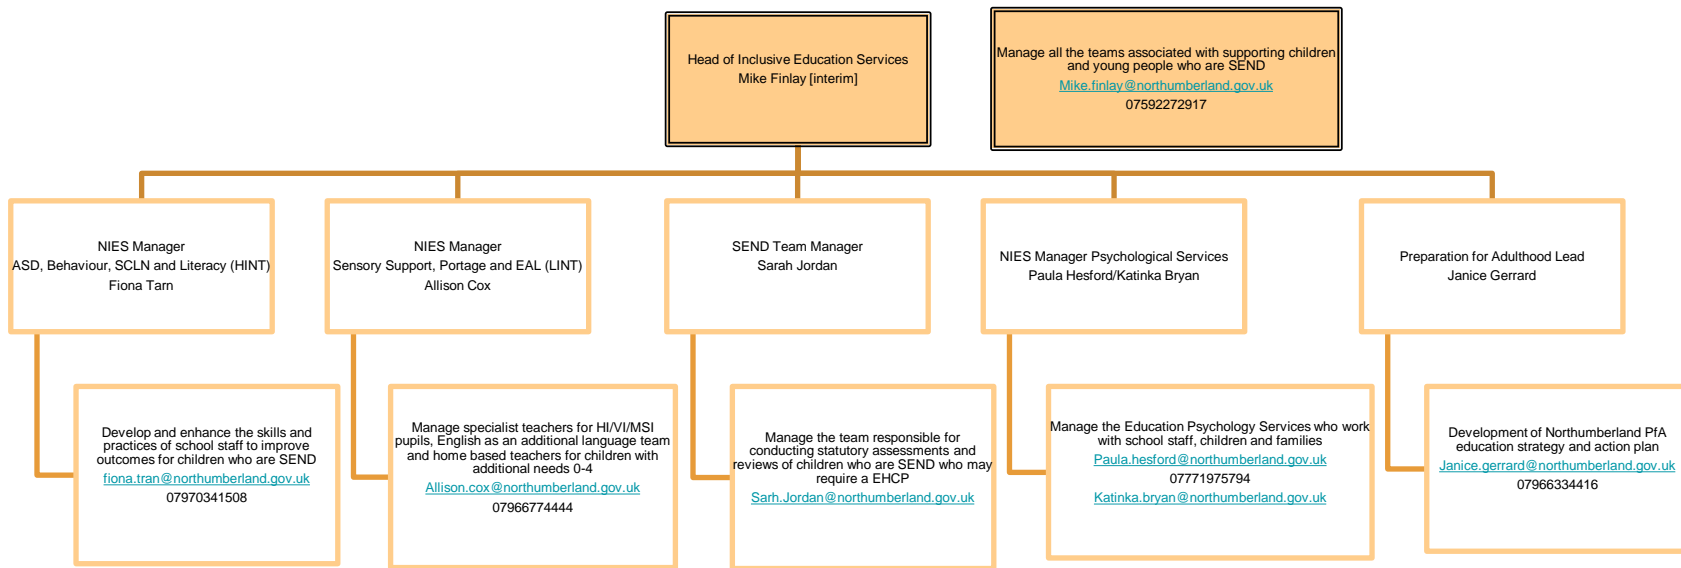 Head of Inclusive Education Services
Mike Finlay [interim]
Manage all the teams associated with supporting children
and young people who are SEND
Mike.finlay@northumberland.gov.uk
07592272917
NIES Manager
ASD, Behaviour, SCLN and Literacy (HINT)
Fiona Tarn
NIES Manager
Sensory Support, Portage and EAL (LINT)
Allison Cox
SEND Team Manager
Sarah Jordan
NIES Manager Psychological Services
Paula Hesford/Katinka Bryan
Preparation for Adulthood Lead
Janice Gerrard
Develop and enhance the skills and
practices of school staff to improve
outcomes for children who are SEND
fiona.tran@northumberland.gov.uk
07970341508
Manage specialist teachers for HI/VI/MSI
pupils, English as an additional language team
and home based teachers for children with
additional needs 0-4
Allison.cox@northumberland.gov.uk
07966774444
Manage the team responsible for
conducting statutory assessments and
reviews of children who are SEND who may
require a EHCP
Sarh.Jordan@northumberland.gov.uk
Manage the Education Psychology Services who work
with school staff, children and families
Paula.hesford@northumberland.gov.uk
07771975794
Katinka.bryan@northumberland.gov.uk
Development of Northumberland PfA
education strategy and action plan
Janice.gerrard@northumberland.gov.uk
07966334416